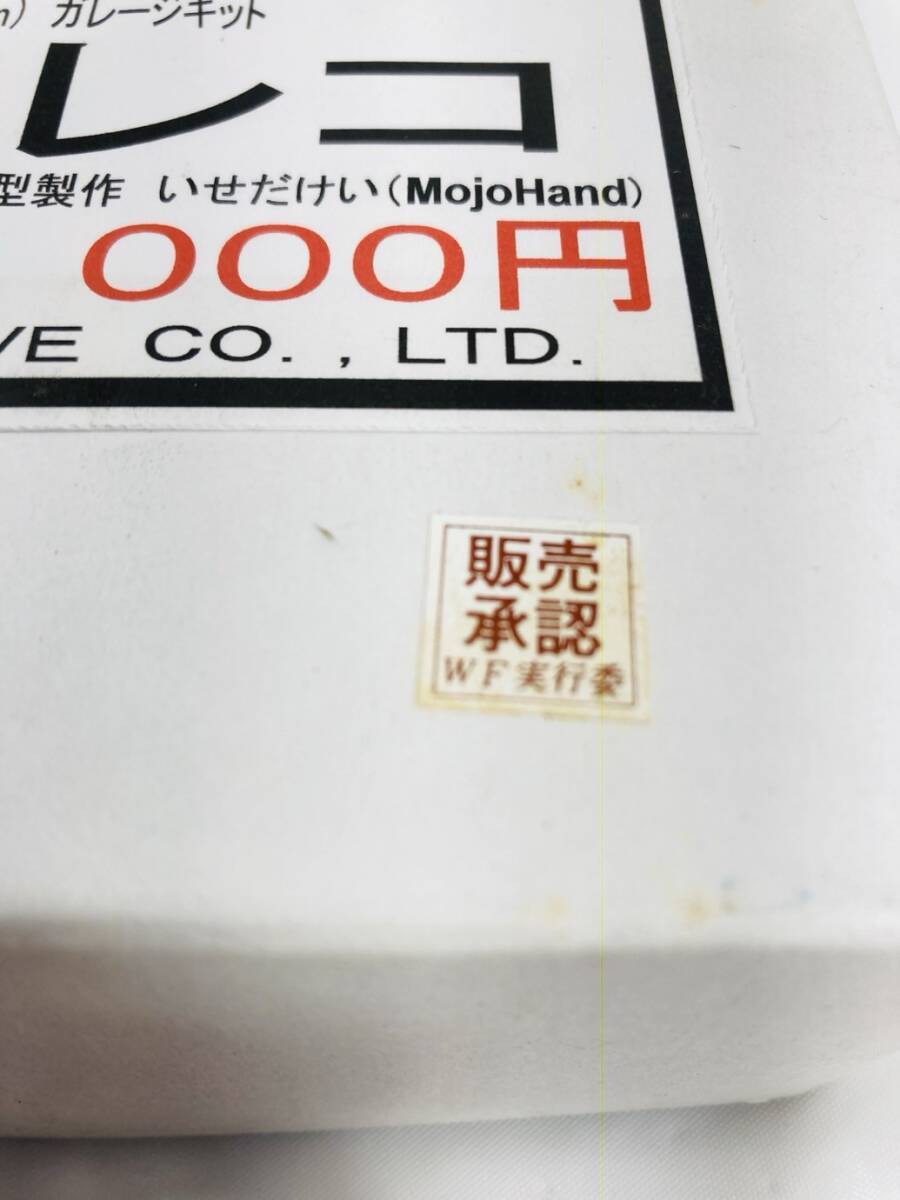 ガレージキット
レコ
型製作 いせだけい(MojoHand)
000円
VE CO., LTD.
販売
承認
WF実行委